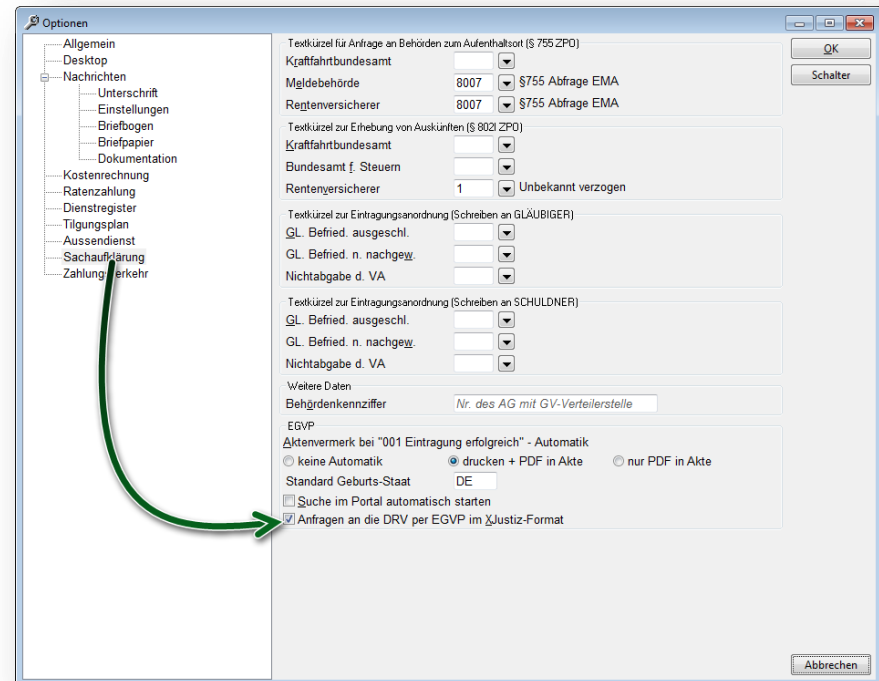 Optionen
Allgemein
Desktop
Nachrichten
Unterschrift
Einstellungen
Briefbogen
Briefpapier
Dokumentation
Kostenrechnung
Ratenzahlung
Dienstregister
Tilgungsplan
Aussendienst
Sachaufklärung
Zahlungsverkehr
Textkürzel für Anfrage an Behörden zum Aufenthaltsort (§ 755 ZPO)
Kraftfahrtbundesamt
Meldebehörde 8007 §755 Abfrage EMA
Rentenversicherer 8007 §755 Abfrage EMA
Textkürzel zur Erhebung von Auskünften (§ 802l ZPO)
Kraftfahrtbundesamt
Bundesamt f. Steuern
Rentenversicherer 1 Unbekannt verzogen
Textkürzel zur Eintragungsanordnung (Schreiben an GLÄUBIGER)
GL. Befried. ausgeschl.
GL. Befried. n. nachgew.
Nichtabgabe d. VA
Textkürzel zur Eintragungsanordnung (Schreiben an SCHULDNER)
GL. Befried. ausgeschl.
GL. Befried. n. nachgew.
Nichtabgabe d. VA
Weitere Daten
Behördenkennziffer Nr. des AG mit GV-Verteilerstelle
EGVP
Aktenvermerk bei "001 Eintragung erfolgreich" - Automatik
keine Automatik drucken + PDF in Akte nur PDF in Akte
Standard Geburts-Staat DE
Suche im Portal automatisch starten
Anfragen an die DRV per EGVP im XJustiz-Format
OK
Schalter
Abbrechen